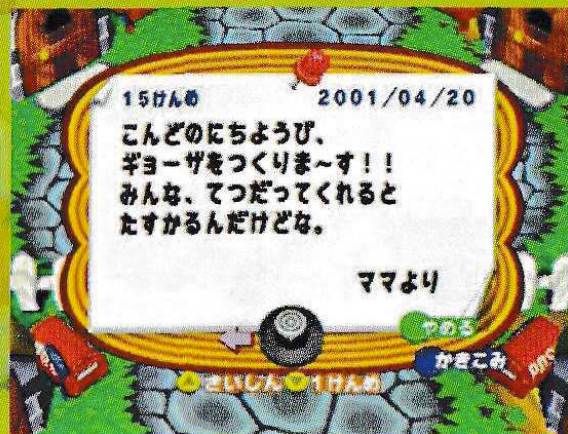 15けんめ 2001/04/20
こんどのにちようび、
ギョーザをつくりま～す！！
みんな、てつだってくれると
たすかるんだけどな。
ママより
やめる
かきこみ
さいしん 1けんめ